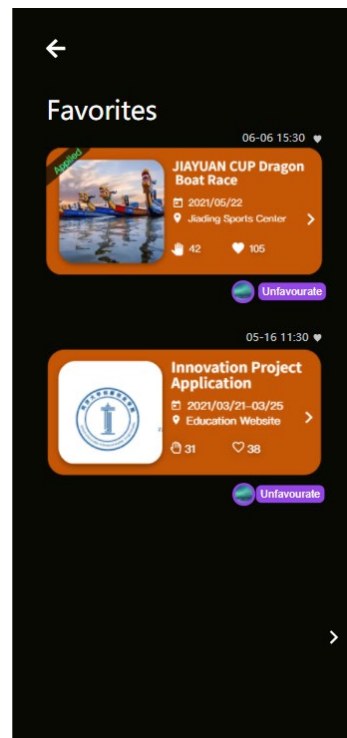 Favorites
06-06 15:30
Applied
JIAYUAN CUP Dragon
Boat Race
2021/05/22
Jiading Sports Center
42 105
Unfavourate
05-16 11:30
Innovation Project
Application
2021/03/21-03/25
Education Website
31 38
Unfavourate